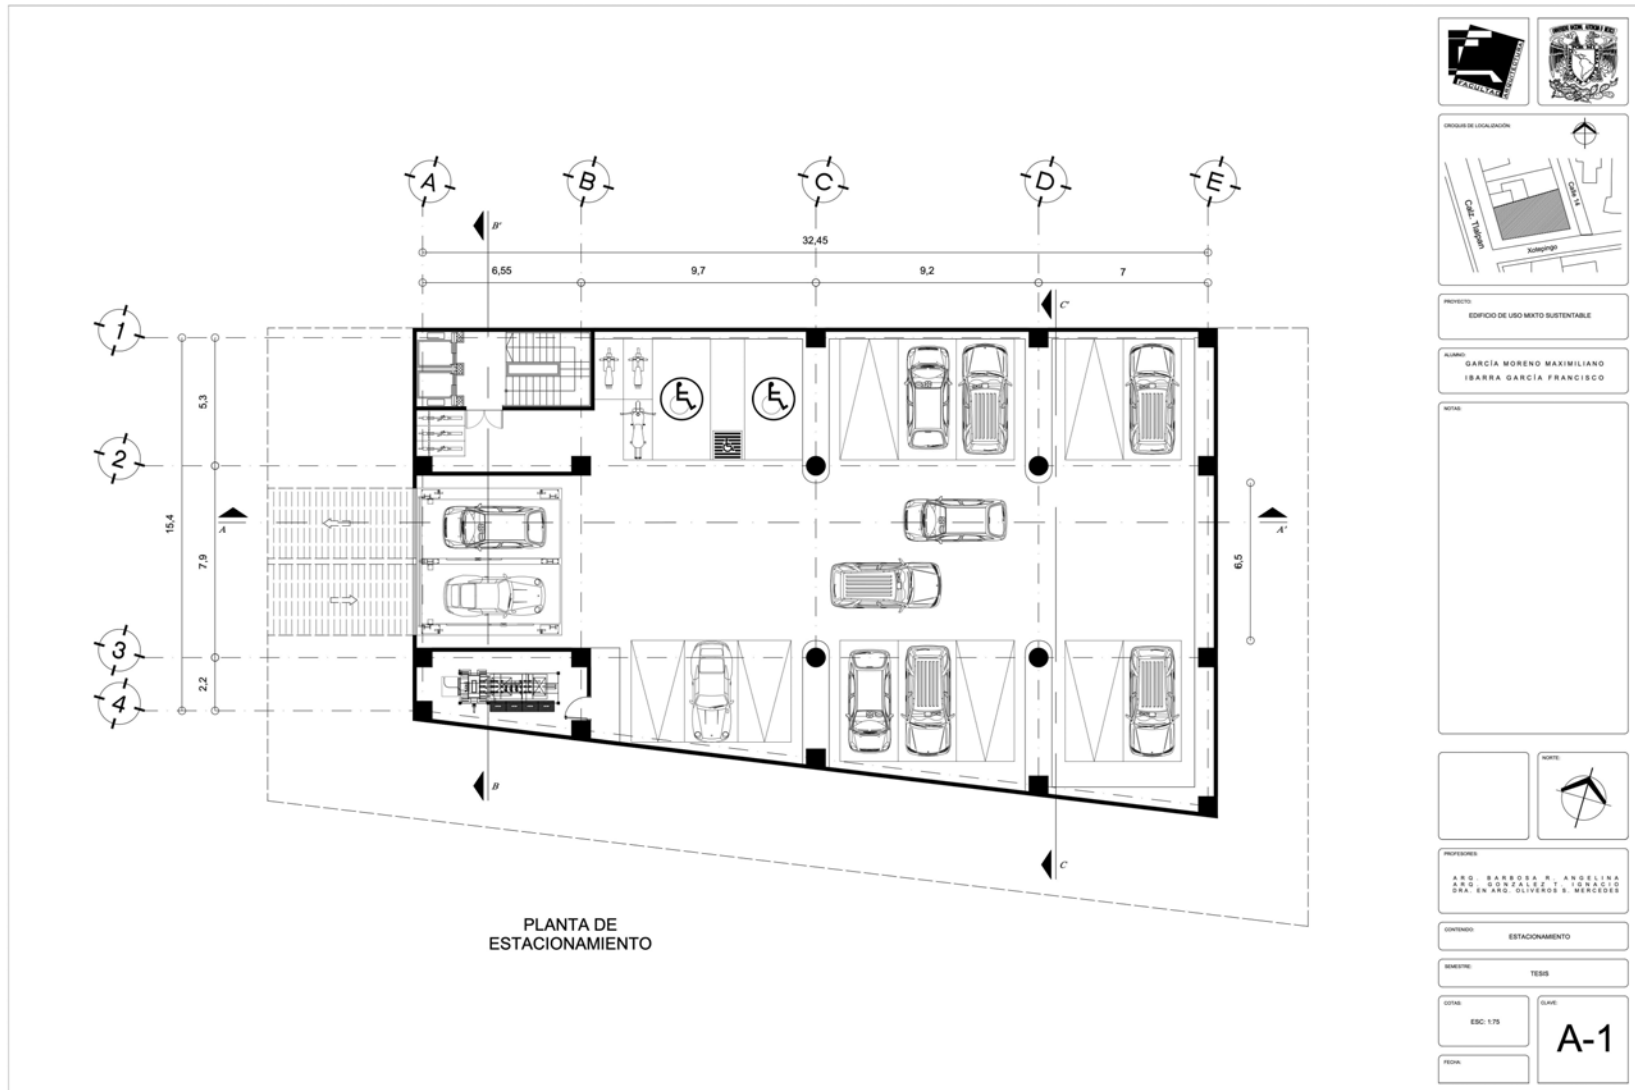 FACULTAD
ARQUITECTURA
CROQUIS DE LOCALIZACIÓN:
Calz. Tlalpan
Calle 14
Xotepingo
A
B
C
D
E
B'
32,45
6,55
9,7
9,2
7
C'
1
2
3
4
5,3
15,4
7,9
2,2
6,5
A
A'
B
C
PLANTA DE
ESTACIONAMIENTO
PROYECTO:
EDIFICIO DE USO MIXTO SUSTENTABLE
ALUMNO:
GARCÍA MORENO MAXIMILIANO
IBARRA GARCÍA FRANCISCO
NOTAS:
NORTE:
PROFESORES:
ARQ. BARBOSA R. ANGELINA
ARQ. GONZALEZ T. IGNACIO
DRA. EN ARQ. OLIVEROS S. MERCEDES
CONTENIDO:
ESTACIONAMIENTO
SEMESTRE:
TESIS
COTAS:
ESC: 1:75
CLAVE:
A-1
FECHA: